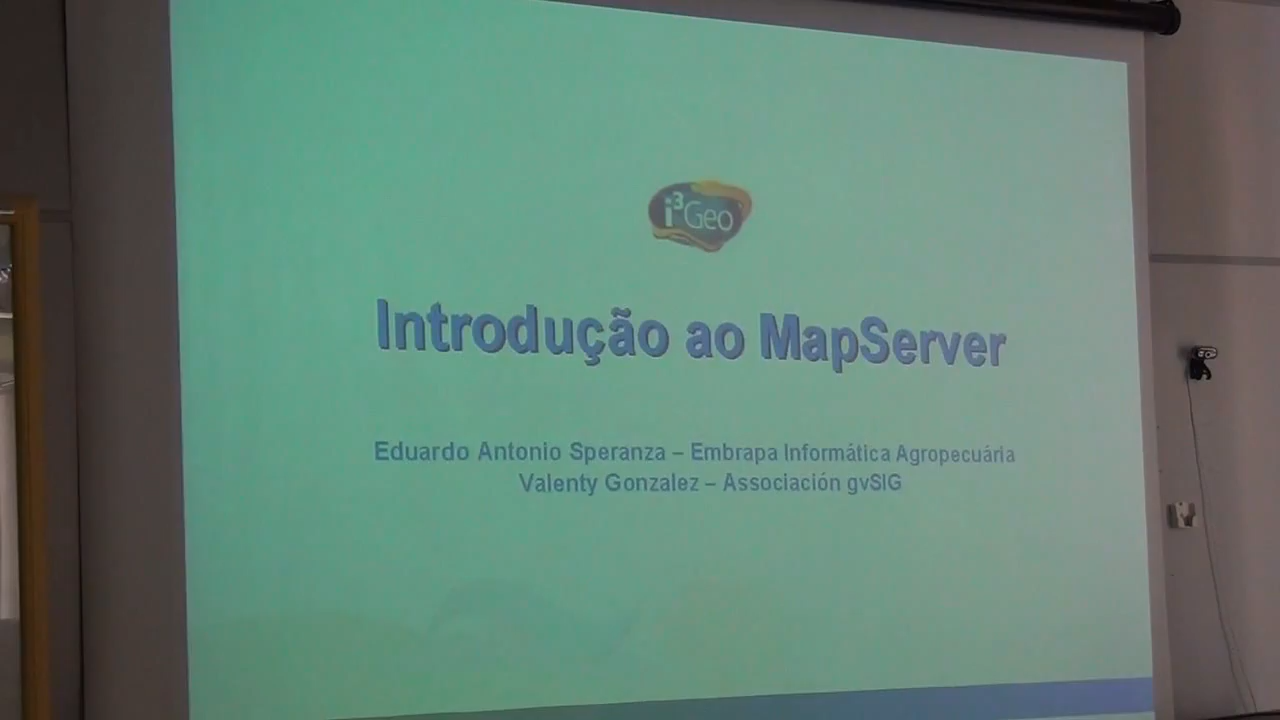 i³Geo
Introdução ao MapServer
Eduardo Antonio Speranza – Embrapa Informática Agropecuária
Valenty Gonzalez – Associación gvSIG